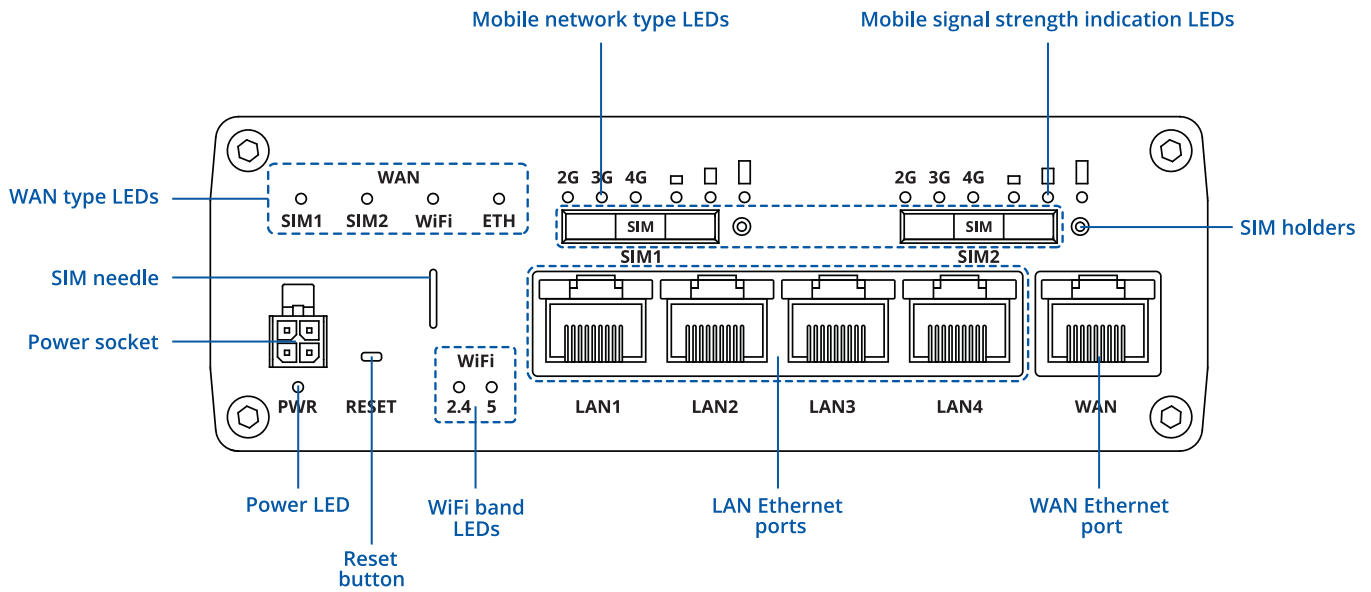 Mobile network type LEDs
Mobile signal strength indication LEDs
WAN type LEDs
WAN
SIM1 SIM2 WiFi ETH
2G 3G 4G
SIM
SIM1
2G 3G 4G
SIM
SIM2
SIM holders
SIM needle
Power socket
PWR
RESET
WiFi
2.4 5
LAN1
LAN2
LAN3
LAN4
WAN
Power LED
Reset
button
WiFi band
LEDs
LAN Ethernet
ports
WAN Ethernet
port